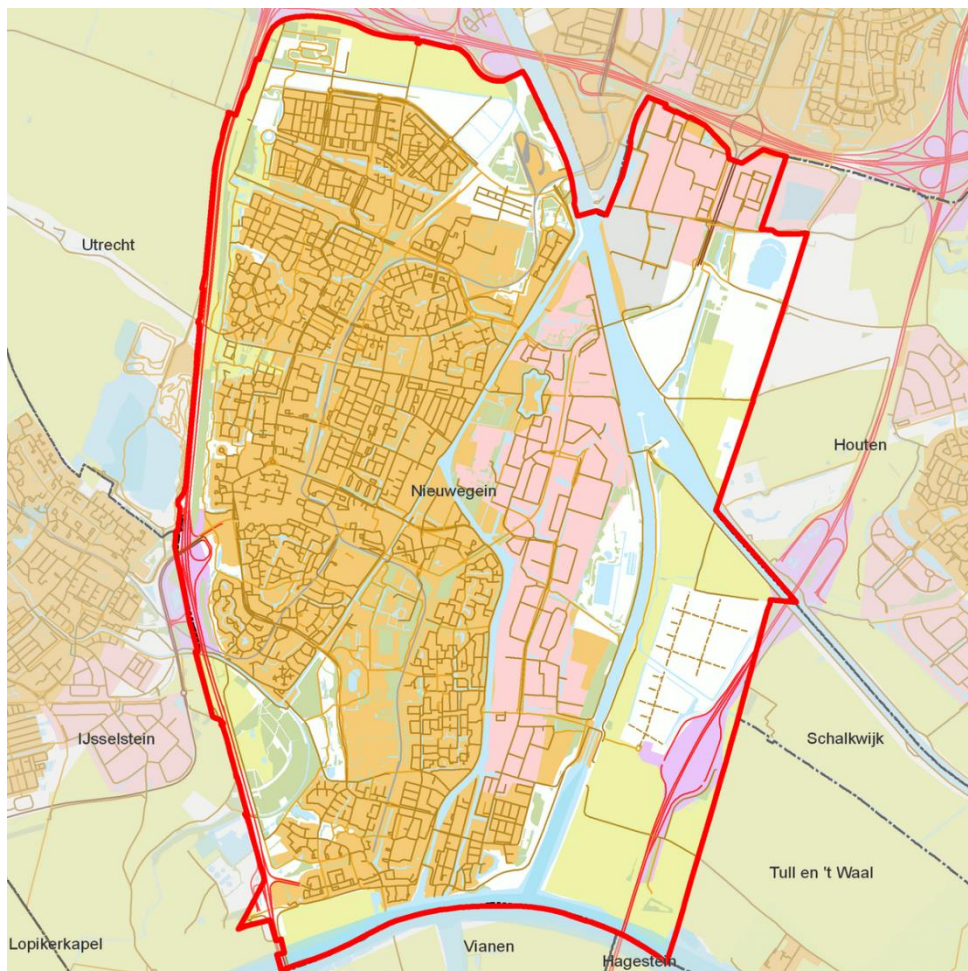 Utrecht
Houten
Nieuwegein
IJsselstein
Schalkwijk
Tull en 't Waal
Lopikerkapel
Vianen
Hagestein